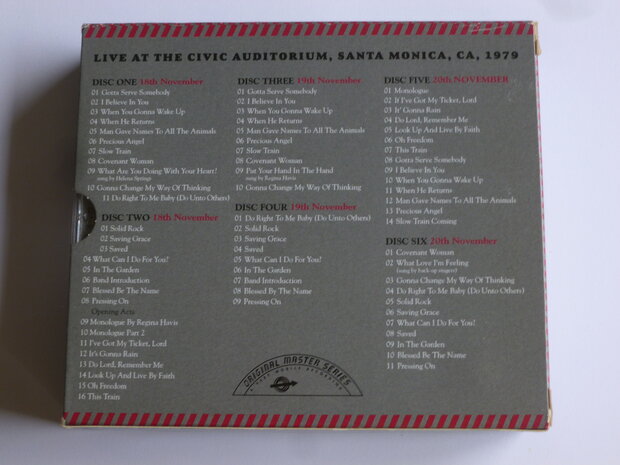 LIVE AT THE CIVIC AUDITORIUM, SANTA MONICA, CA, 1979
DISC ONE 18th November
01 Gotta Serve Somebody
02 I Believe In You
03 When You Gonna Wake Up
04 When He Returns
05 Man Gave Names To All The Animals
06 Precious Angel
07 Slow Train
08 Covenant Woman
09 What Are You Doing With Your Heart?
sung by Helena Springs
10 Gonna Change My Way Of Thinking
11 Do Right To Me Baby (Do Unto Others)
DISC TWO 18th November
01 Solid Rock
02 Saving Grace
03 Saved
04 What Can I Do For You?
05 In The Garden
06 Band Introduction
07 Blessed Be The Name
08 Pressing On
Opening Acts
09 Monologue By Regina Havis
10 Monologue Part 2
11 I've Got My Ticket, Lord
12 It's Gonna Rain
13 Do Lord, Remember Me
14 Look Up And Live By Faith
15 Oh Freedom
16 This Train
DISC THREE 19th November
01 Gotta Serve Somebody
02 I Believe In You
03 When You Gonna Wake Up
04 When He Returns
05 Man Gave Names To All The Animals
06 Precious Angel
07 Slow Train
08 Covenant Woman
09 Put Your Hand In The Hand
sung by Regina Havis
10 Gonna Change My Way Of Thinking
DISC FOUR 19th November
01 Do Right To Me Baby (Do Unto Others)
02 Solid Rock
03 Saving Grace
04 Saved
05 What Can I Do For You?
06 In The Garden
07 Band Introduction
08 Blessed Be The Name
09 Pressing On
DISC FIVE 20th NOVEMBER
01 Monologue
02 If I've Got My Ticket, Lord
03 It' Gonna Rain
04 Do Lord, Remember Me
05 Look Up And Live By Faith
06 Oh Freedom
07 This Train
08 Gotta Serve Somebody
09 I Believe In You
10 When You Gonna Wake Up
11 When He Returns
12 Man Gave Names To All The Animals
13 Precious Angel
14 Slow Train Coming
DISC SIX 20th November
01 Covenant Woman
02 What Love I'm Feeling
(sung by back-up singers)
03 Gonna Change My Way Of Thinking
04 Do Right To Me Baby (Do Unto Others)
05 Solid Rock
06 Saving Grace
07 What Can I Do For You?
08 Saved
09 In The Garden
10 Blessed Be The Name
11 Pressing On
ORIGINAL MASTER SERIES
MOBILE RECORDING